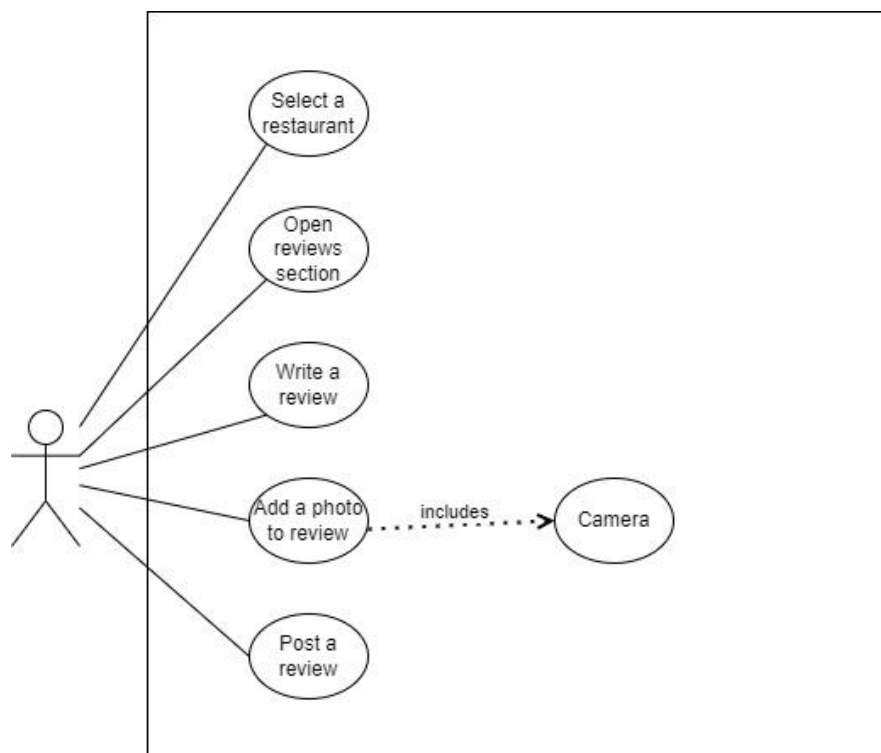 Select a
restaurant
Open
reviews
section
Write a
review
Add a photo
to review
includes
Camera
Post a
review